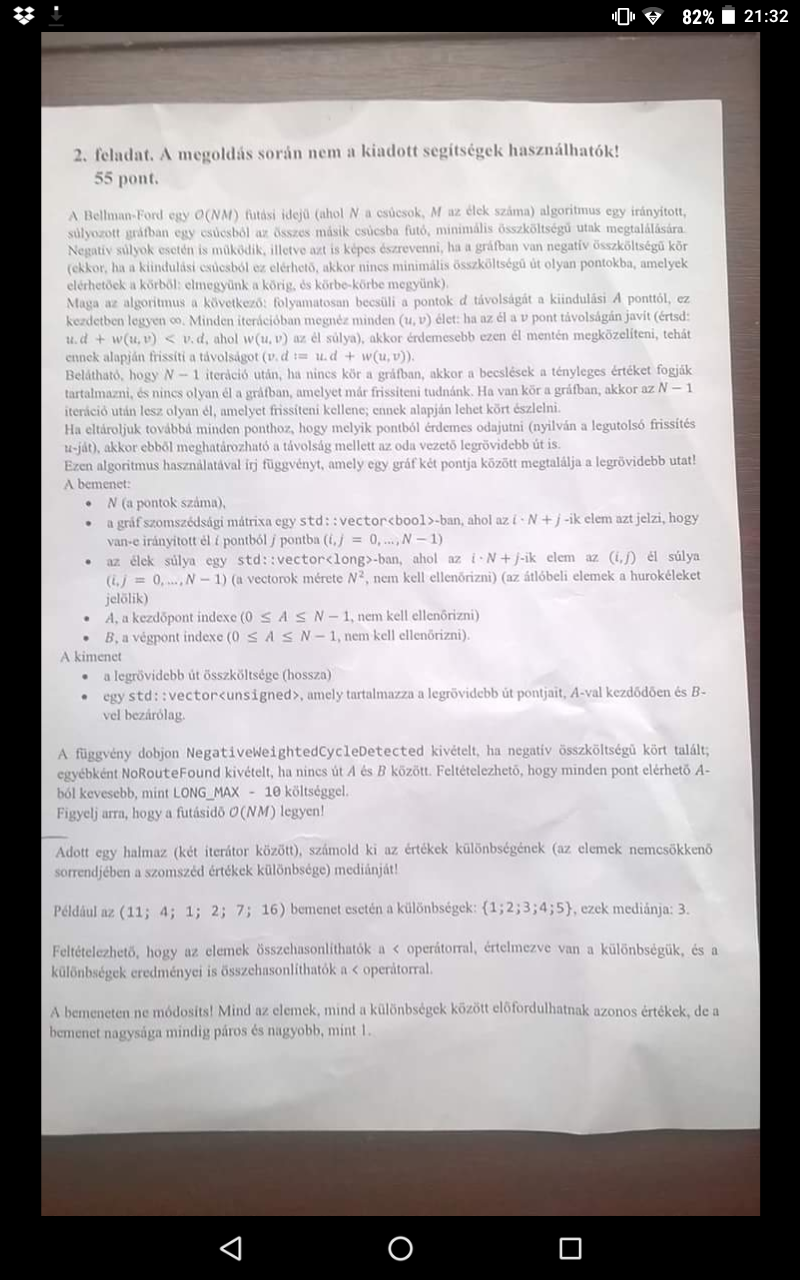 82% 21:32
2. feladat. A megoldás során nem a kiadott segítségek használhatók!
55 pont.
A Bellman-Ford egy O(NM) futási idejű (ahol N a csúcsok, M az élek száma) algoritmus egy irányított,
súlyozott gráfban egy csúcsból az összes másik csúcsba futó, minimális összköltségű utak megtalálására.
Negatív súlyok esetén is működik, illetve azt is képes észrevenni, ha a gráfban van negatív összköltségű kör
(ekkor, ha a kiindulási csúcsból ez elérhető, akkor nincs minimális összköltségű út olyan pontokba, amelyek
elérhetőek a körből: elmegyünk a körig, és körbe-körbe megyünk).
Maga az algoritmus a következő: folyamatosan becsüli a pontok d távolságát a kiindulási A ponttól, ez
kezdetben legyen ∞. Minden iterációban megnéz minden (u, v) élet: ha az él a v pont távolságán javít (értsd:
u.d + w(u, v) < v.d, ahol w(u, v) az él súlya), akkor érdemesebb ezen él mentén megközelíteni, tehát
ennek alapján frissíti a távolságot (v.d := u.d + w(u, v)).
Belátható, hogy N − 1 iteráció után, ha nincs kör a gráfban, akkor a becslések a tényleges értéket fogják
tartalmazni, és nincs olyan él a gráfban, amelyet már frissíteni tudnánk. Ha van kör a gráfban, akkor az N − 1
iteráció után lesz olyan él, amelyet frissíteni kellene; ennek alapján lehet kört észlelni.
Ha eltároljuk továbbá minden ponthoz, hogy melyik pontból érdemes odajutni (nyilván a legutolsó frissítés
u-ját), akkor ebből meghatározható a távolság mellett az oda vezető legrövidebb út is.
Ezen algoritmus használatával írj függvényt, amely egy gráf két pontja között megtalálja a legrövidebb utat!
A bemenet:
• N (a pontok száma),
• a gráf szomszédsági mátrixa egy std::vector<bool>-ban, ahol az i · N + j -ik elem azt jelzi, hogy
van-e irányított él i pontból j pontba (i, j = 0, ..., N − 1)
• az élek súlya egy std::vector<long>-ban, ahol az i · N + j-ik elem az (i, j) él súlya
(i, j = 0, ..., N − 1) (a vectorok mérete N², nem kell ellenőrizni) (az átlóbeli elemek a hurokéleket
jelölik)
• A, a kezdőpont indexe (0 ≤ A ≤ N − 1, nem kell ellenőrizni)
• B, a végpont indexe (0 ≤ A ≤ N − 1, nem kell ellenőrizni).
A kimenet
• a legrövidebb út összköltsége (hossza)
• egy std::vector<unsigned>, amely tartalmazza a legrövidebb út pontjait, A-val kezdődően és B-
vel bezárólag.
A függvény dobjon NegativeWeightedCycleDetected kivételt, ha negatív összköltségű kört talált;
egyébként NoRouteFound kivételt, ha nincs út A és B között. Feltételezhető, hogy minden pont elérhető A-
ból kevesebb, mint LONG_MAX - 10 költséggel.
Figyelj arra, hogy a futásidő O(NM) legyen!
Adott egy halmaz (két iterátor között), számold ki az értékek különbségének (az elemek nemcsökkenő
sorrendjében a szomszéd értékek különbsége) mediánját!
Például az (11; 4; 1; 2; 7; 16) bemenet esetén a különbségek: {1;2;3;4;5}, ezek mediánja: 3.
Feltételezhető, hogy az elemek összehasonlíthatók a < operátorral, értelmezve van a különbségük, és a
különbségek eredményei is összehasonlíthatók a < operátorral.
A bemeneten ne módosíts! Mind az elemek, mind a különbségek között előfordulhatnak azonos értékek, de a
bemenet nagysága mindig páros és nagyobb, mint 1.